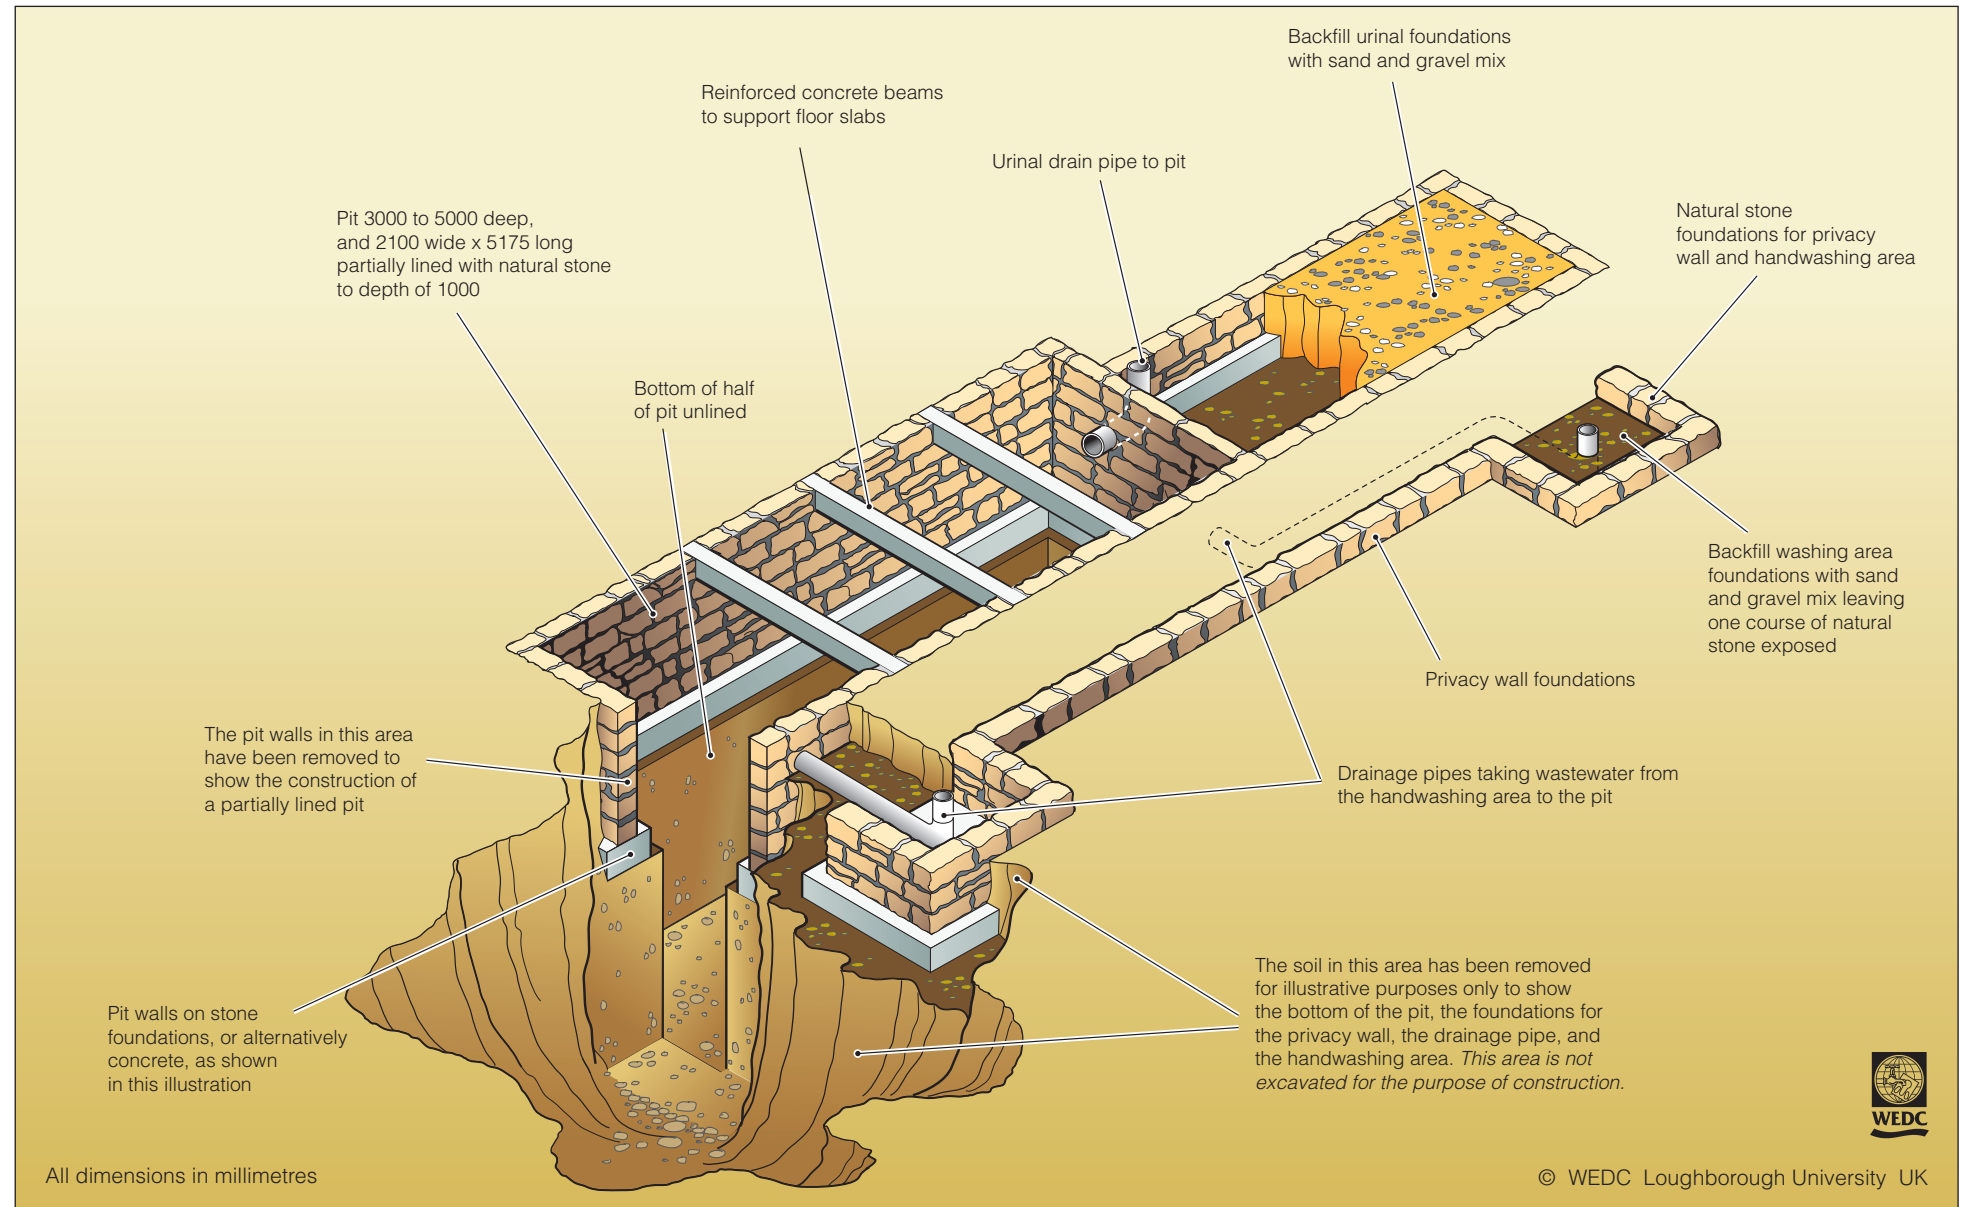 Backfill urinal foundations
with sand and gravel mix
Reinforced concrete beams
to support floor slabs
Urinal drain pipe to pit
Pit 3000 to 5000 deep,
and 2100 wide x 5175 long
partially lined with natural stone
to depth of 1000
Natural stone
foundations for privacy
wall and handwashing area
Bottom of half
of pit unlined
Backfill washing area
foundations with sand
and gravel mix leaving
one course of natural
stone exposed
Privacy wall foundations
The pit walls in this area
have been removed to
show the construction of
a partially lined pit
Drainage pipes taking wastewater from
the handwashing area to the pit
Pit walls on stone
foundations, or alternatively
concrete, as shown
in this illustration
The soil in this area has been removed
for illustrative purposes only to show
the bottom of the pit, the foundations for
the privacy wall, the drainage pipe, and
the handwashing area. This area is not
excavated for the purpose of construction.
WEDC
All dimensions in millimetres
© WEDC Loughborough University UK